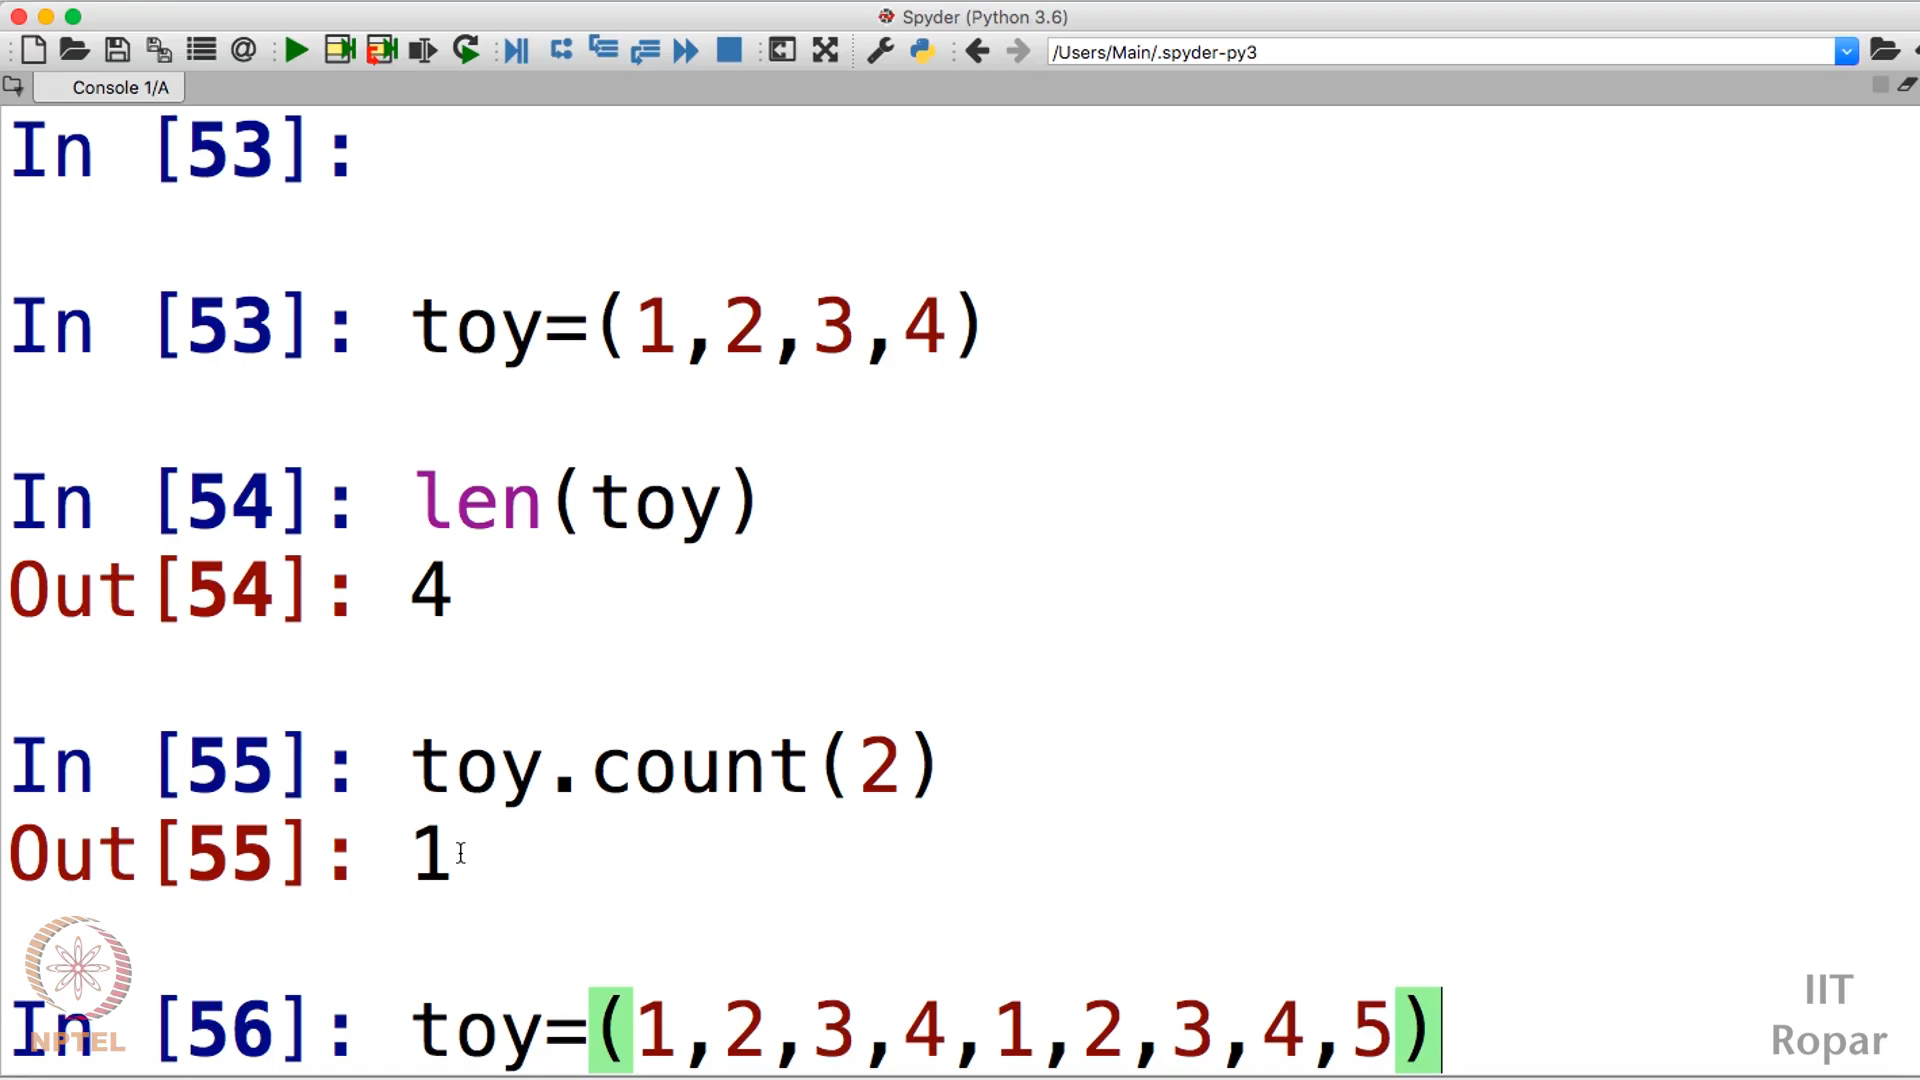 Spyder (Python 3.6)
/Users/Main/.spyder-py3
Console 1/A
In [53]:
In [53]: toy=(1,2,3,4)
In [54]: len(toy)
Out[54]: 4
In [55]: toy.count(2)
Out[55]: 1
In [56]: toy=(1,2,3,4,1,2,3,4,5)
NPTEL
IIT
Ropar